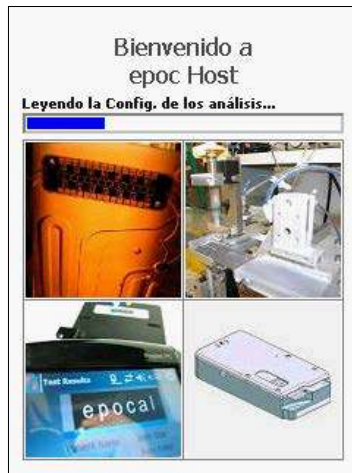 Bienvenido a
epoc Host
Leyendo la Config. de los análisis...
Test Results
epocal